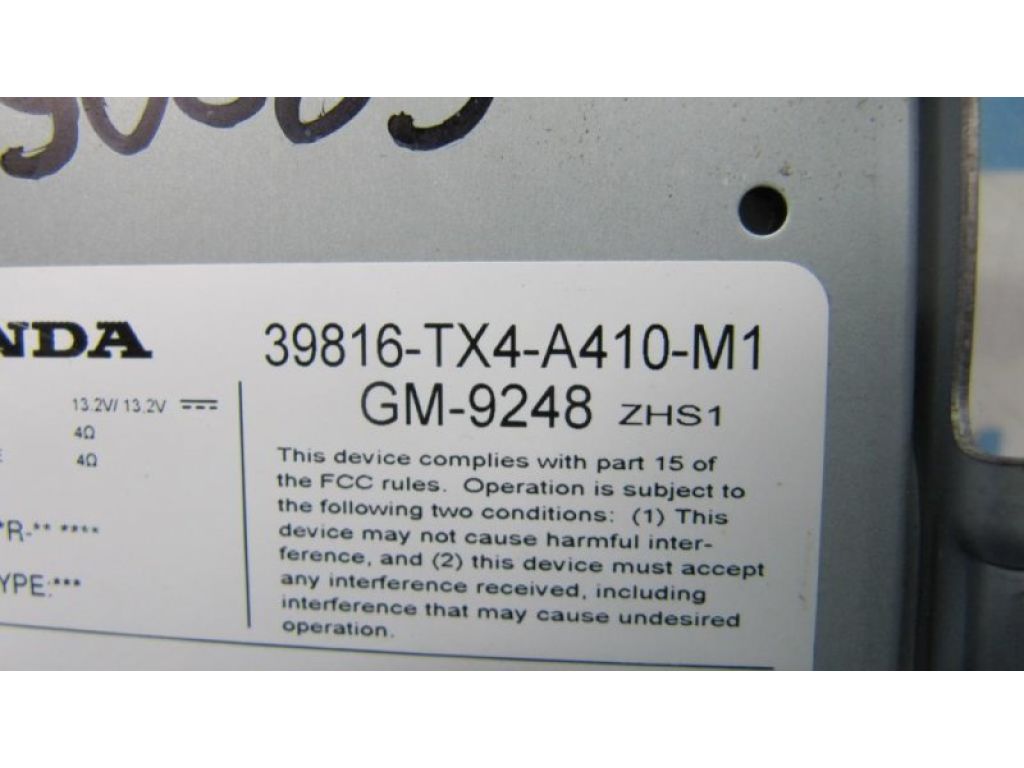 NDA
39816-TX4-A410-M1
GM-9248 ZHS1
13.2V/ 13.2V
4Ω
4Ω
*R-** ****
YPE:***
This device complies with part 15 of
the FCC rules. Operation is subject to
the following two conditions: (1) This
device may not cause harmful inter-
ference, and (2) this device must accept
any interference received, including
interference that may cause undesired
operation.